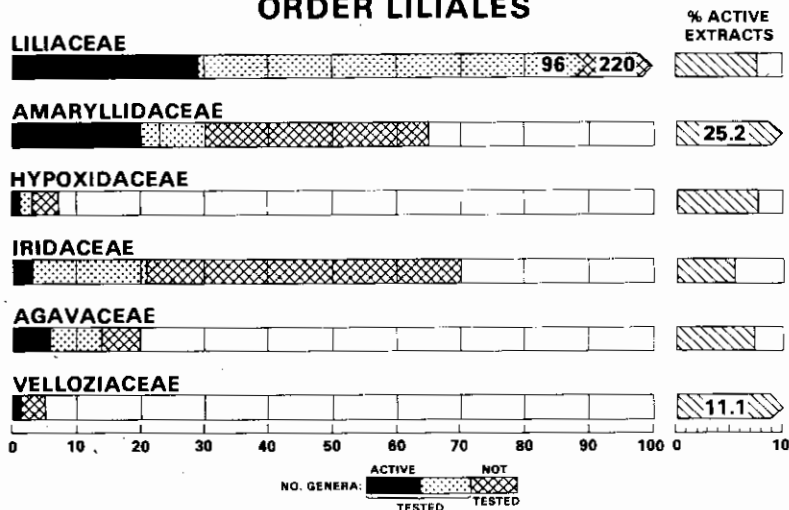 ORDER LILIALES
% ACTIVE
EXTRACTS
LILIACEAE
96 220
AMARYLLIDACEAE
25.2
HYPOXIDACEAE
IRIDACEAE
AGAVACEAE
VELLOZIACEAE
11.1
0 10 20 30 40 50 60 70 80 90 100 0 10
ACTIVE NOT
NO. GENERA:
TESTED TESTED